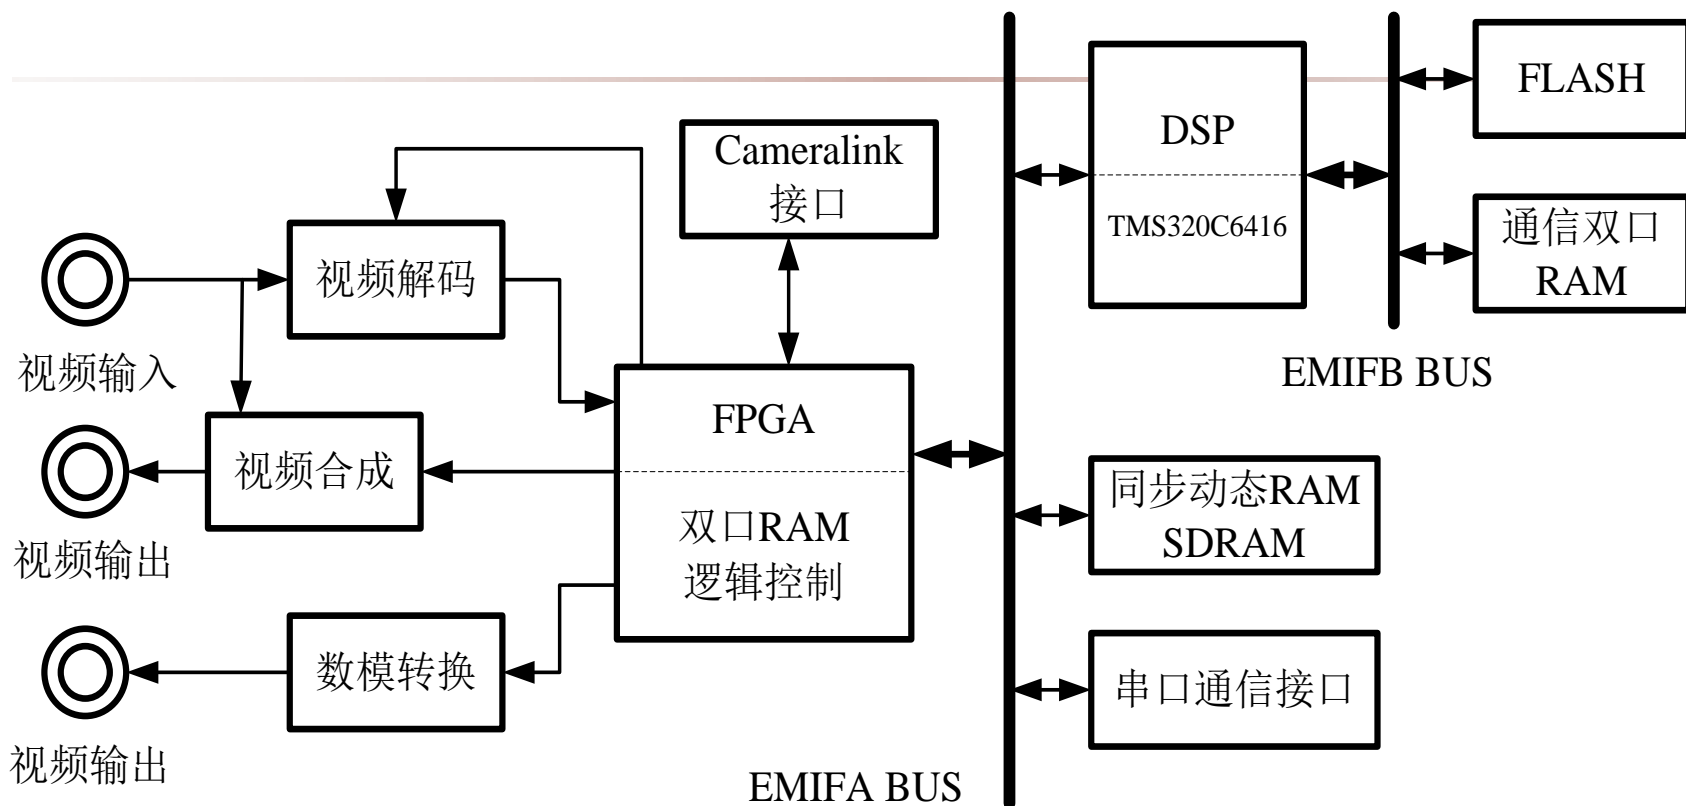 FLASH
DSP
Cameralink
接口
TMS320C6416
通信双口
RAM
视频解码
视频输入
EMIFB BUS
FPGA
视频合成
同步动态RAM
SDRAM
双口RAM
逻辑控制
视频输出
数模转换
串口通信接口
视频输出
EMIFA BUS